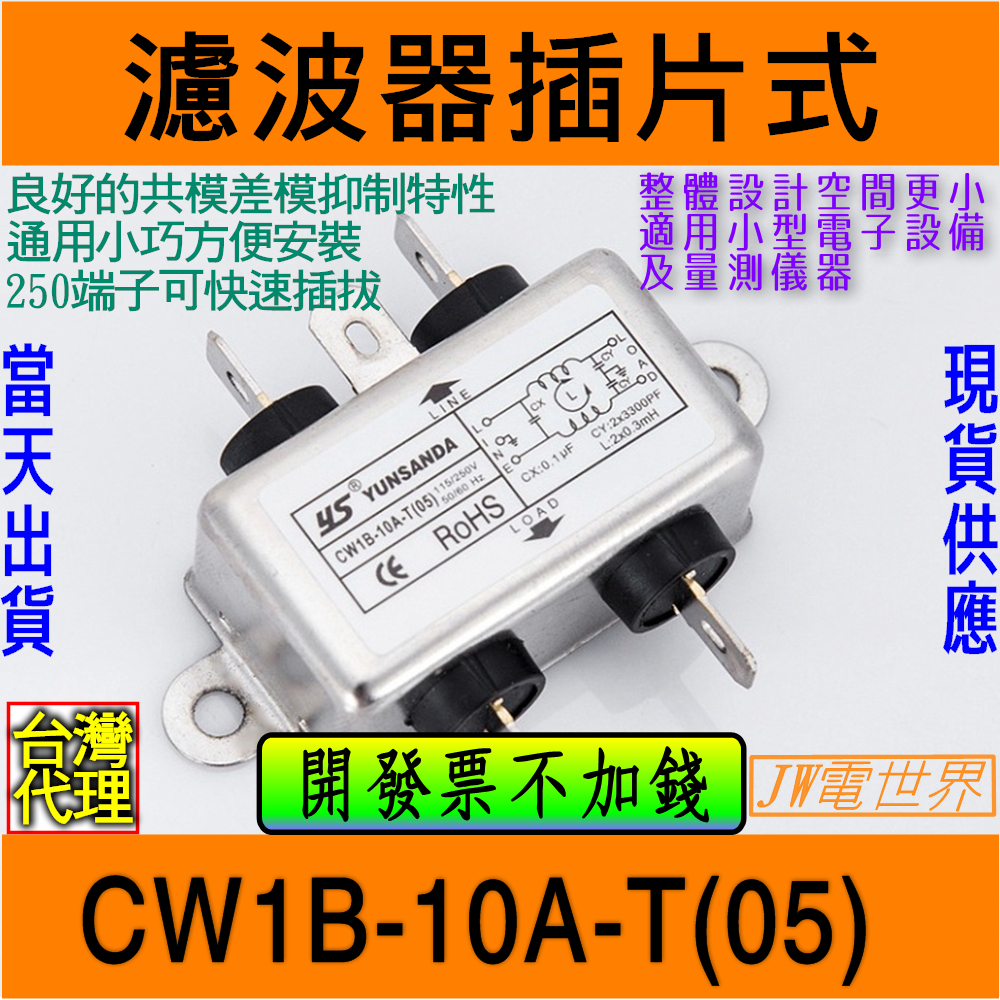 濾波器插片式
良好的共模差模抑制特性
通用小巧方便安裝
250端子可快速插拔
整體設計空間更小
適用小型電子設備
及量測儀器
當天出貨
現貨供應
LINE
YS® YUNSANDA
CW1B-10A-T(05)
115/250V
50/60 Hz
CE
RoHS
L
I
N
E
CX
L
CY
CY
L
O
A
D
CX:0.1μF
CY:2x3300PF
L:2x0.3mH
LOAD
台灣
代理
開發票不加錢
JW電世界
CW1B-10A-T(05)